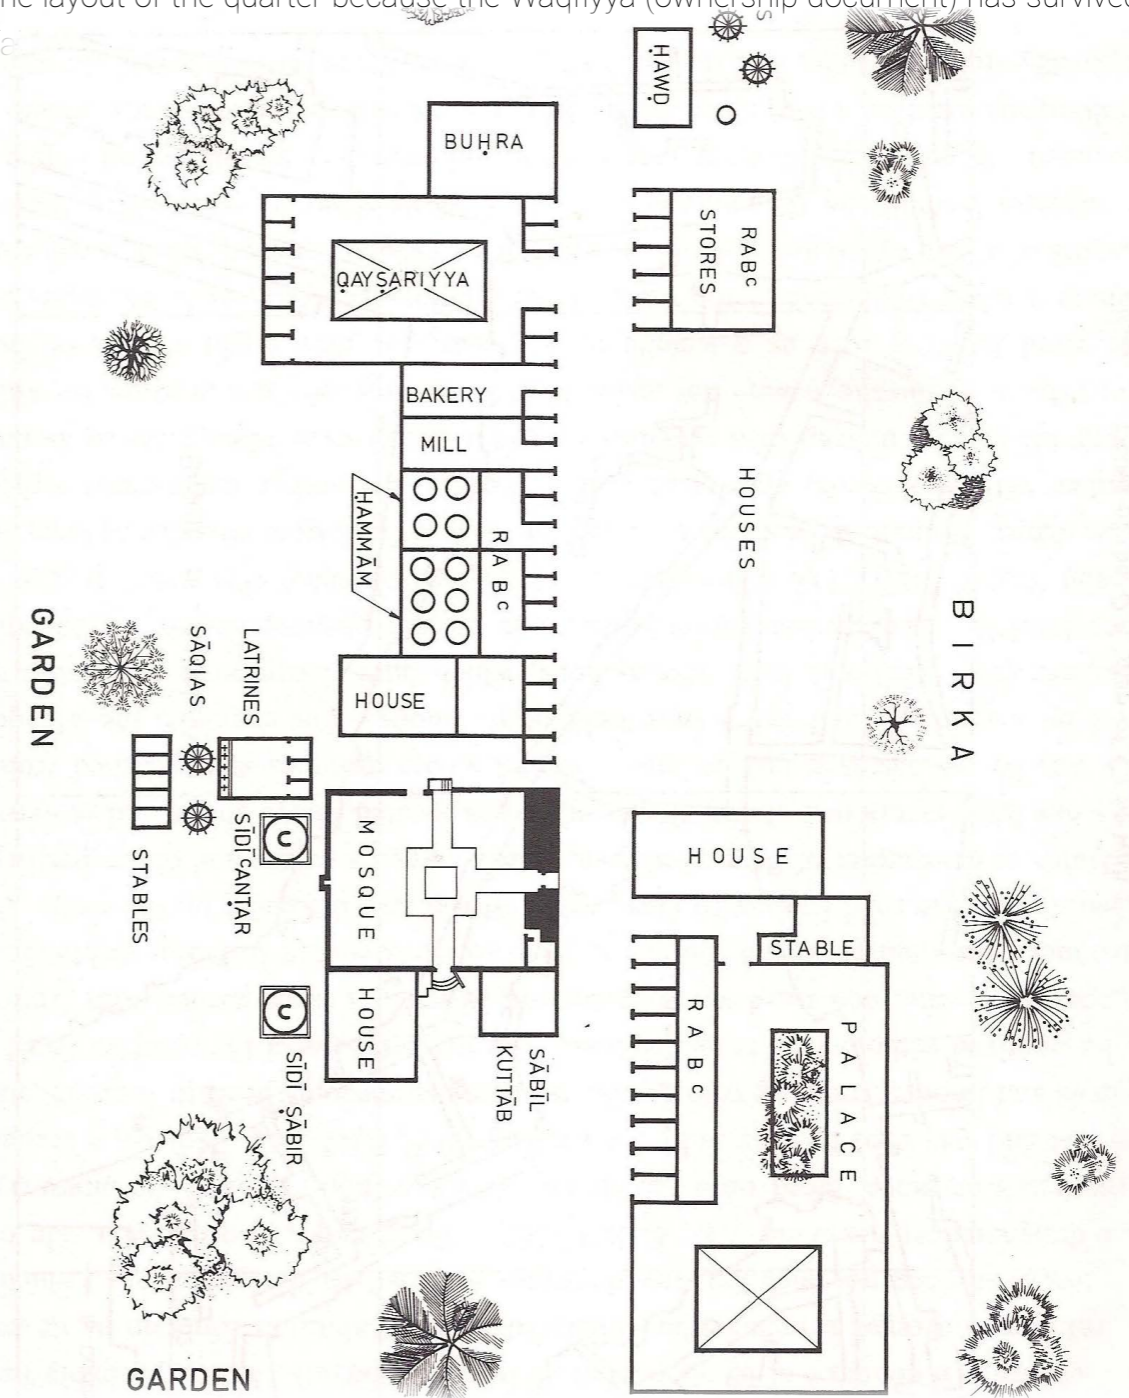 he layout of the quarter because the Waqfiyya (ownership document) has survived
a
S
ḤAWḌ
BUḤRA
RABᶜ
STORES
QAYṢARIYYA
BAKERY
MILL
ḤAMMĀM
RABᶜ
HOUSES
BIRKA
GARDEN
SĀQIAS
LATRINES
HOUSE
STABLES
SĪDĪ ᶜANṬAR
C
MOSQUE
HOUSE
STABLE
HOUSE
C
SĪDĪ ṢĀBIR
SĀBĪL
KUTTĀB
RABᶜ
PALACE
GARDEN